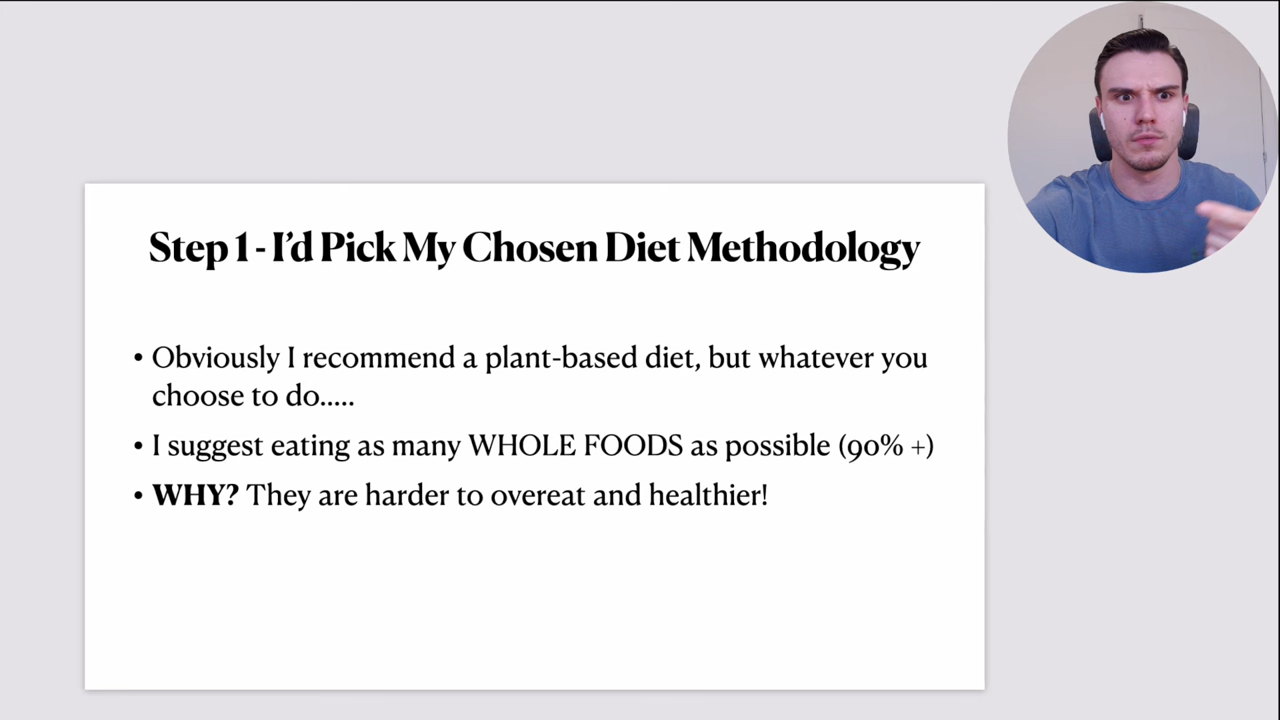 Step 1 - I’d Pick My Chosen Diet Methodology
• Obviously I recommend a plant-based diet, but whatever you
choose to do.....
• I suggest eating as many WHOLE FOODS as possible (90% +)
• WHY? They are harder to overeat and healthier!